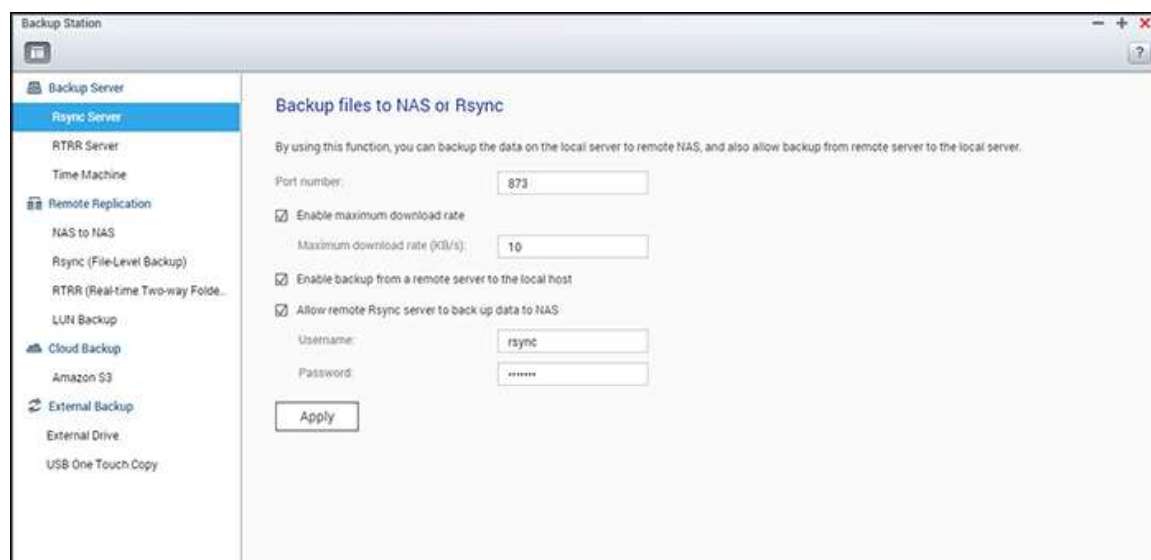 Backup Station
?
Backup Server
Rsync Server
RTRR Server
Time Machine
Remote Replication
NAS to NAS
Rsync (File-Level Backup)
RTRR (Real-time Two-way Folde..
LUN Backup
Cloud Backup
Amazon S3
External Backup
External Drive
USB One Touch Copy
Backup files to NAS or Rsync
By using this function, you can backup the data on the local server to remote NAS, and also allow backup from remote server to the local server.
Port number: 873
Enable maximum download rate
Maximum download rate (KB/s): 10
Enable backup from a remote server to the local host
Allow remote Rsync server to back up data to NAS
Username: rsync
Password: •••••••
Apply